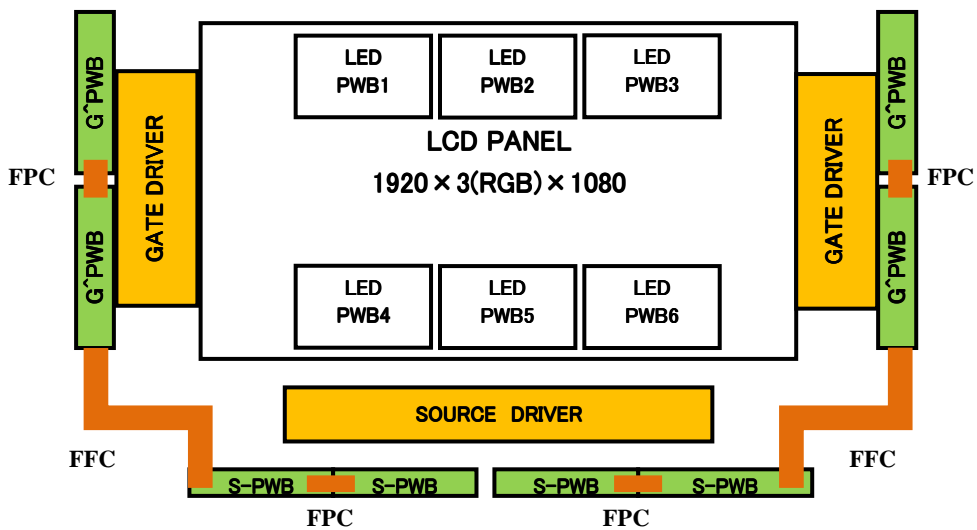 LED
PWB1
LED
PWB2
LED
PWB3
LCD PANEL
1920×3(RGB)×1080
LED
PWB4
LED
PWB5
LED
PWB6
G^PWB
FPC
G^PWB
GATE DRIVER
GATE DRIVER
G^PWB
FPC
G^PWB
SOURCE DRIVER
FFC
FFC
S-PWB
S-PWB
S-PWB
S-PWB
FPC
FPC